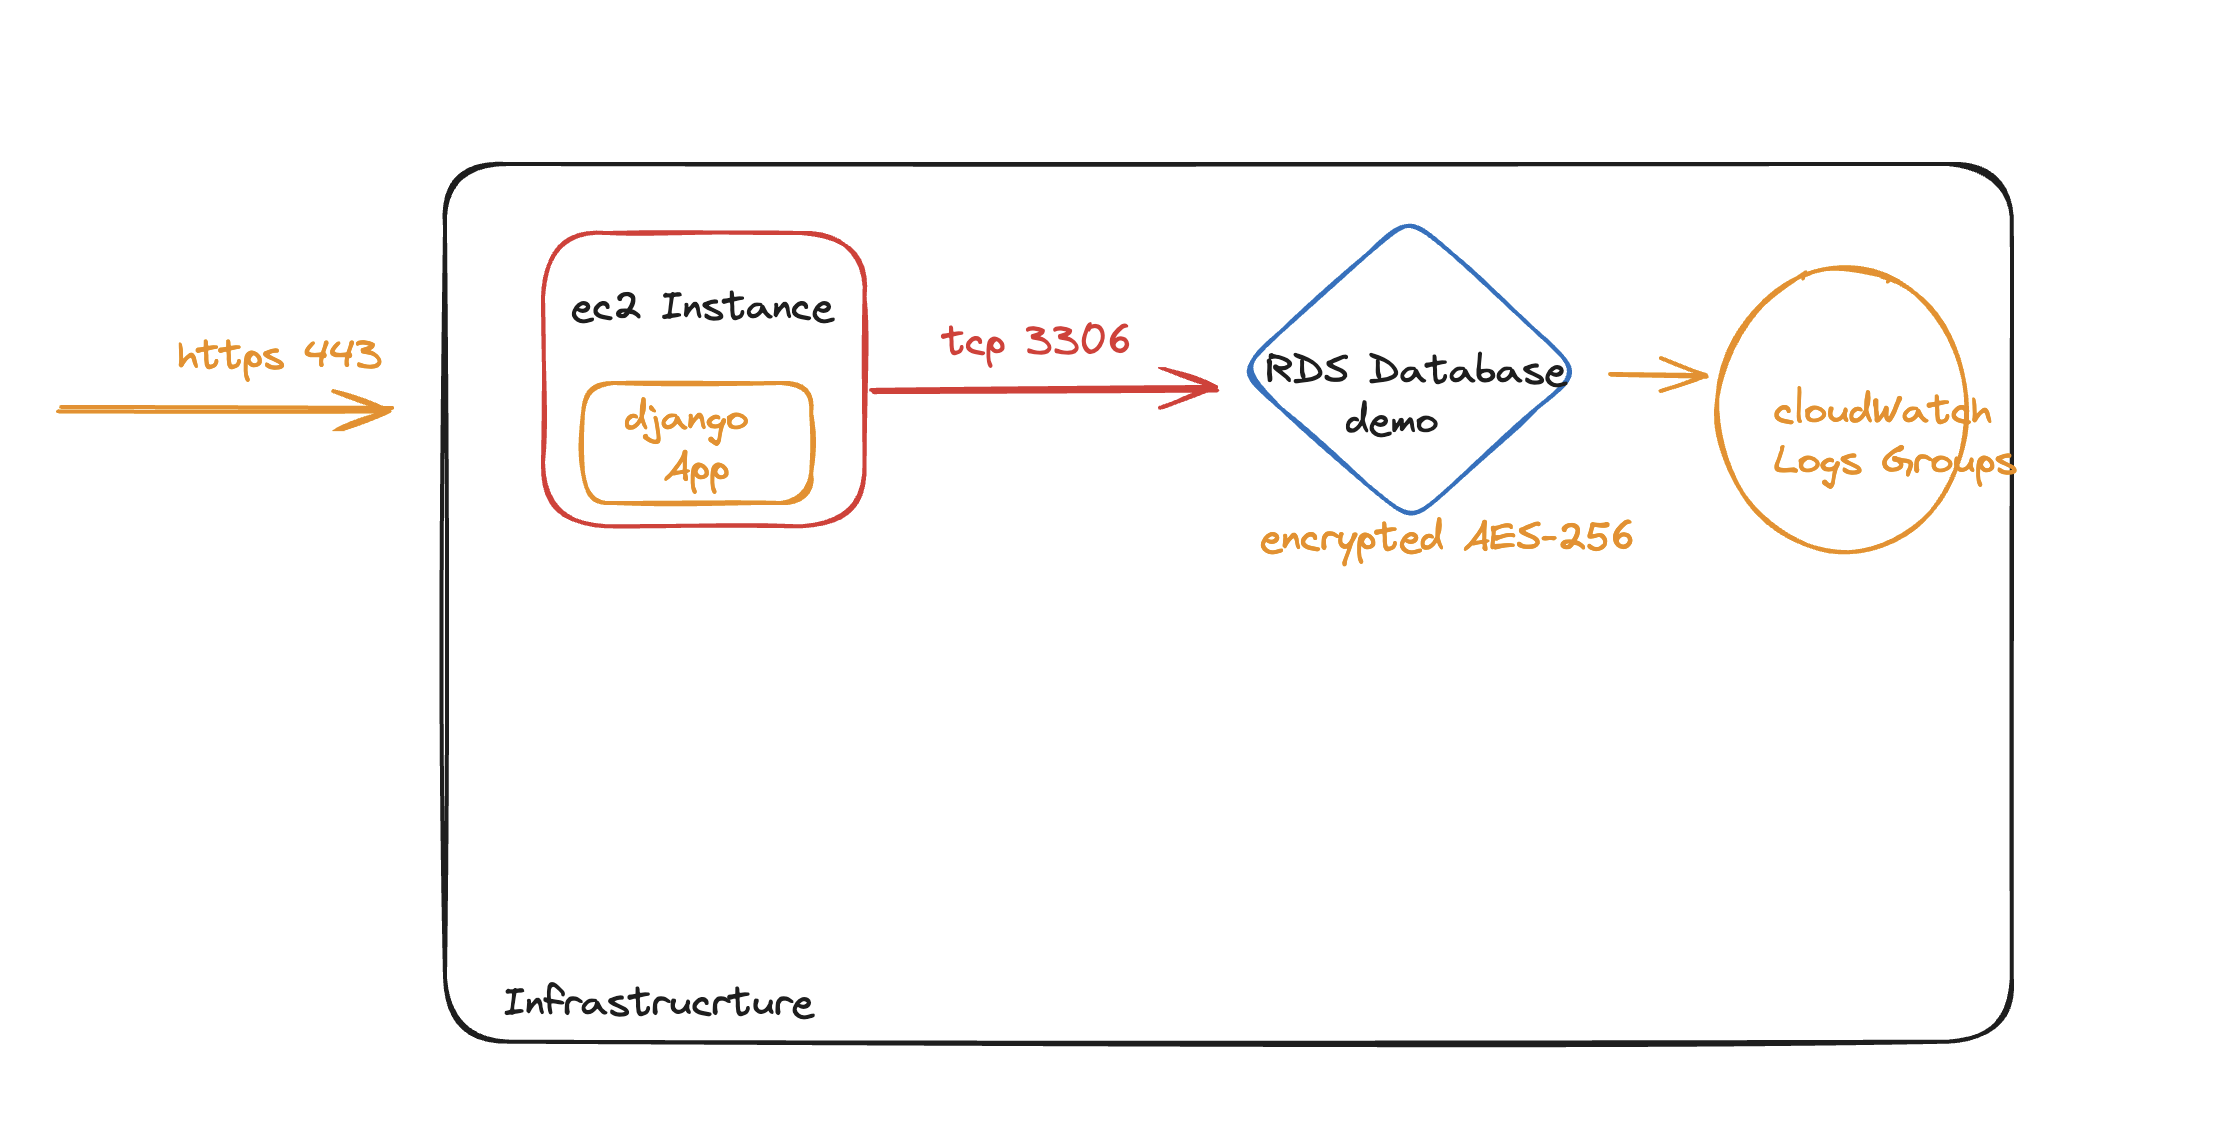 https 443
ec2 Instance
django
App
tcp 3306
RDS Database
demo
encrypted AES-256
cloudWatch
Logs Groups
Infrastrucrture